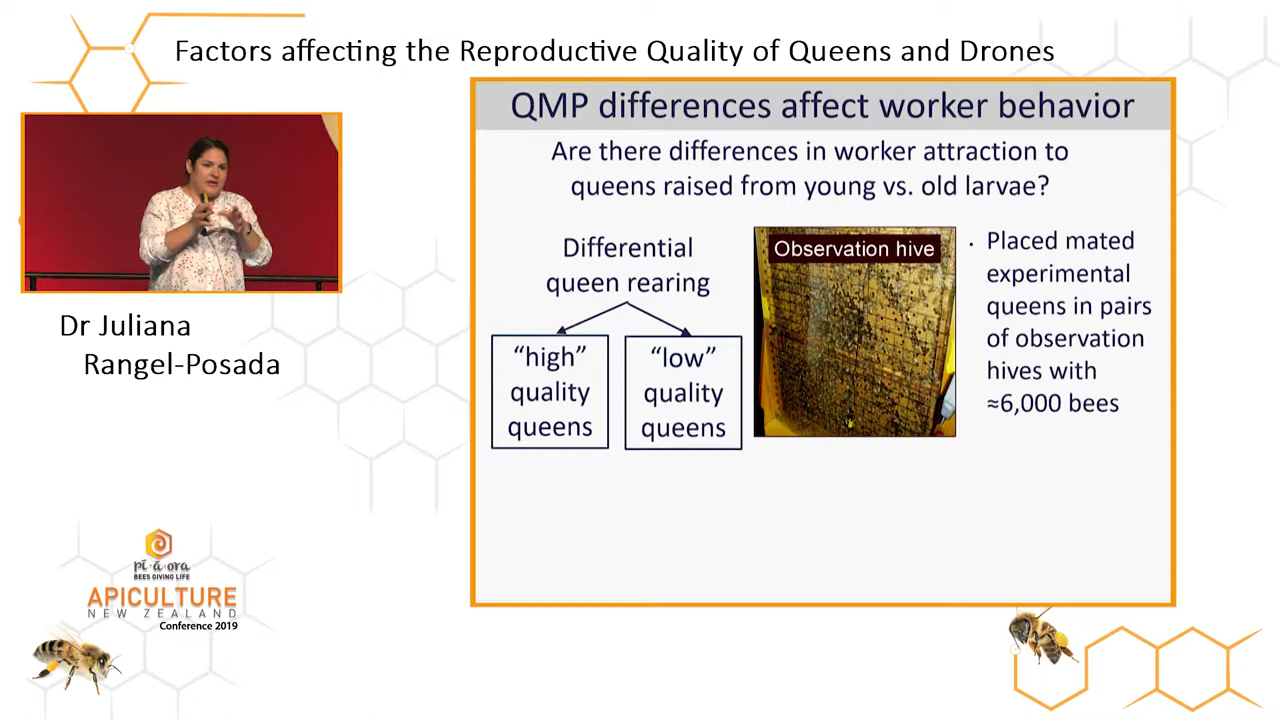 Factors affecting the Reproductive Quality of Queens and Drones
QMP differences affect worker behavior
Are there differences in worker attraction to
queens raised from young vs. old larvae?
Differential
queen rearing
“high”
quality
queens
“low”
quality
queens
Observation hive
· Placed mated
experimental
queens in pairs
of observation
hives with
≈6,000 bees
Dr Juliana
Rangel-Posada
pī·ā·ora
BEES GIVING LIFE
APICULTURE
NEW ZEALAND
Conference 2019